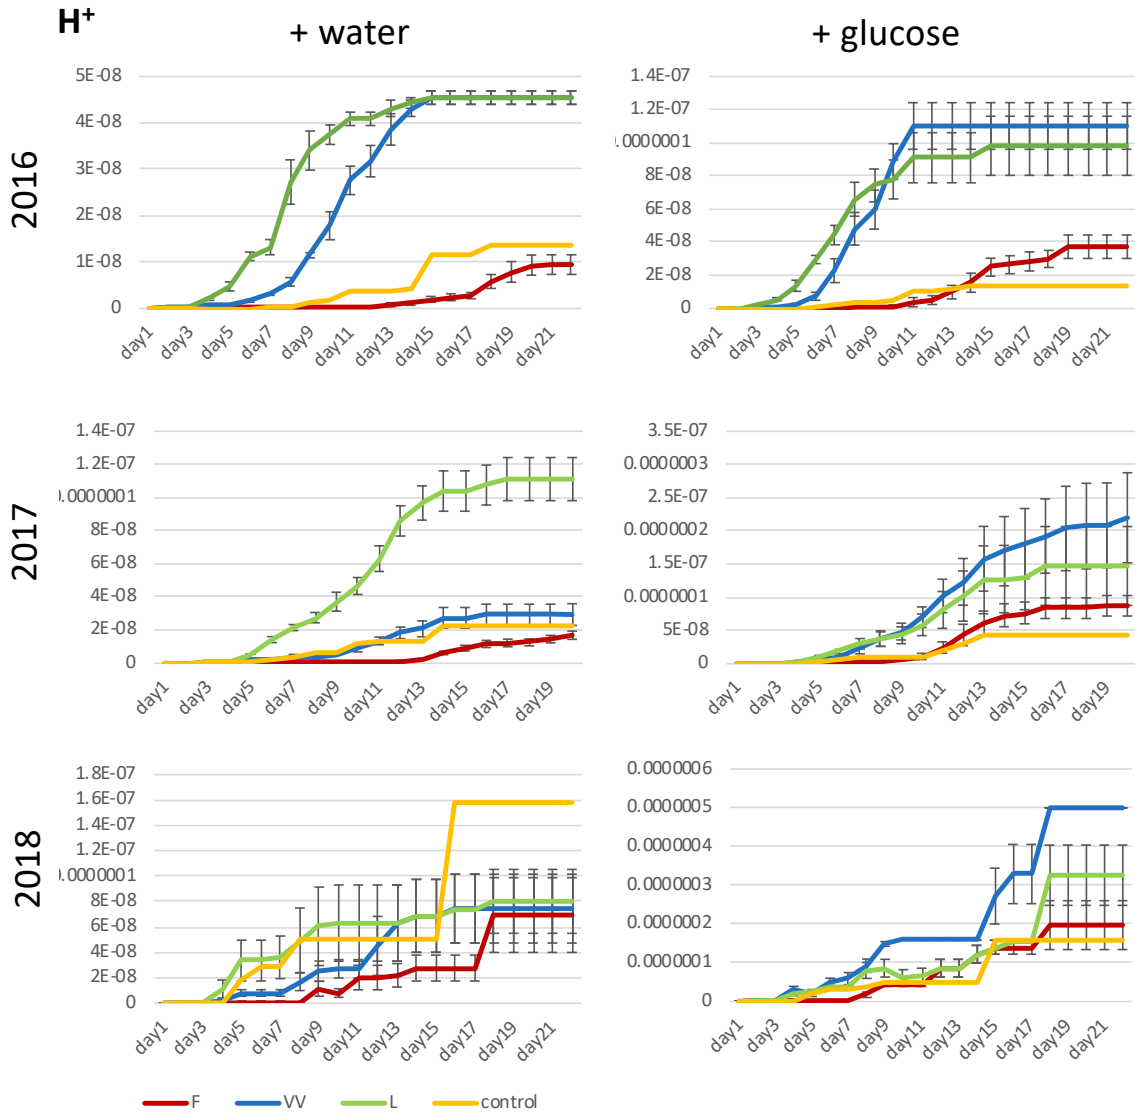 H+
+ water
+ glucose
2016
5E-08
4E-08
3E-08
2E-08
1E-08
0
day1
day3
day5
day7
day9
day11
day13
day15
day17
day19
day21
1.4E-07
1.2E-07
0.0000001
8E-08
6E-08
4E-08
2E-08
0
day1
day3
day5
day7
day9
day11
day13
day15
day17
day19
day21
2017
1.4E-07
1.2E-07
0.0000001
8E-08
6E-08
4E-08
2E-08
0
day1
day3
day5
day7
day9
day11
day13
day15
day17
day19
3.5E-07
0.0000003
2.5E-07
0.0000002
1.5E-07
0.0000001
5E-08
0
day1
day3
day5
day7
day9
day11
day13
day15
day17
day19
2018
1.8E-07
1.6E-07
1.4E-07
1.2E-07
0.0000001
8E-08
6E-08
4E-08
2E-08
0
day1
day3
day5
day7
day9
day11
day13
day15
day17
day19
day21
0.0000006
0.0000005
0.0000004
0.0000003
0.0000002
0.0000001
0
day1
day3
day5
day7
day9
day11
day13
day15
day17
day19
day21
F VV L control